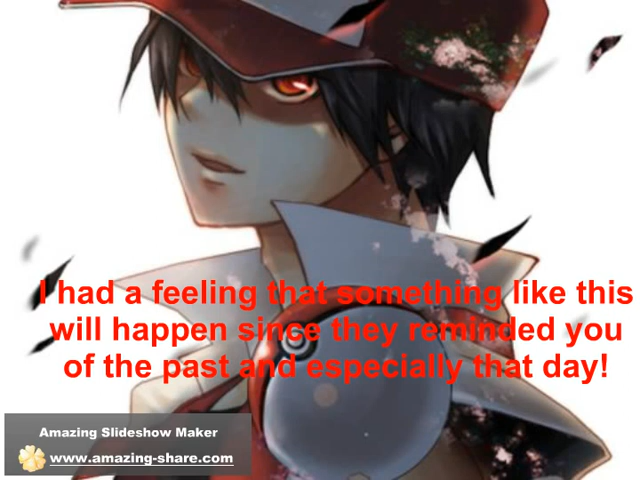 I had a feeling that something like this
will happen since they reminded you
of the past and especially that day!
Amazing Slideshow Maker
www.amazing-share.com